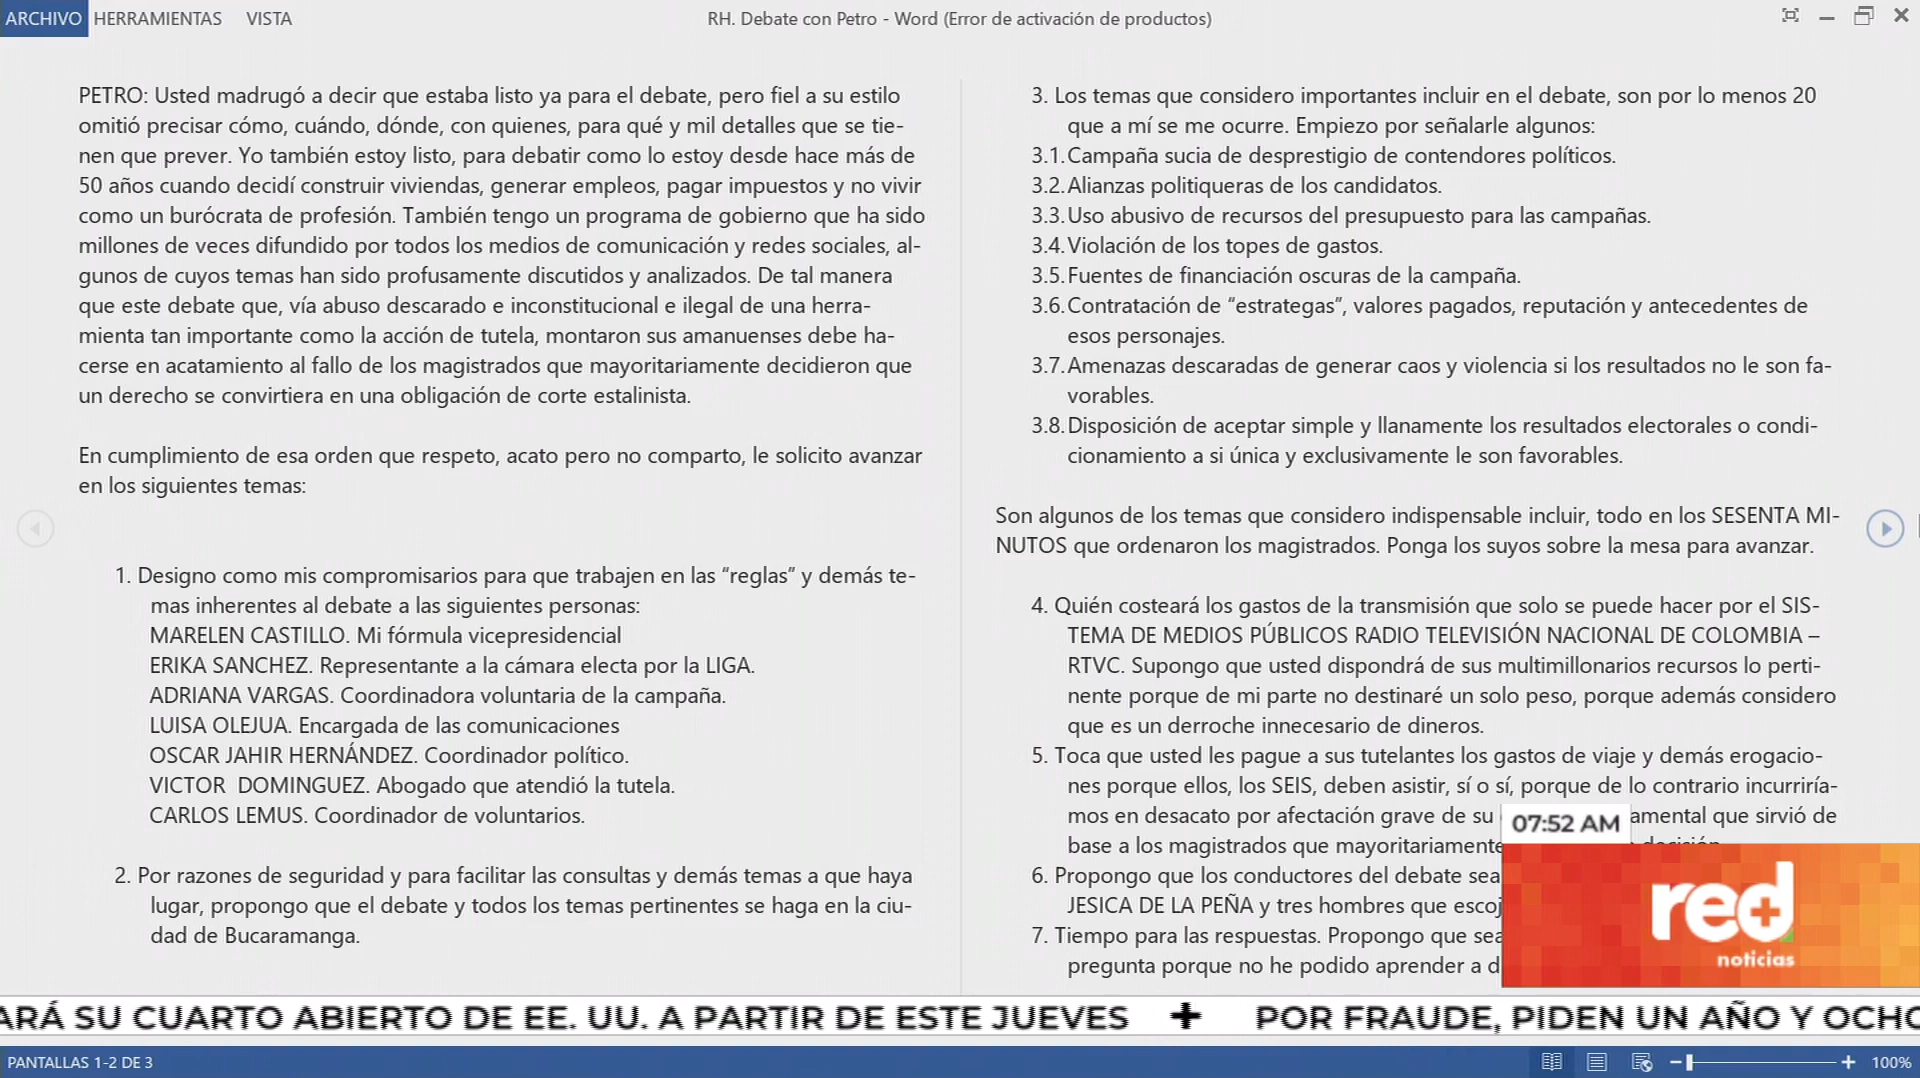 ARCHIVO HERRAMIENTAS VISTA
RH. Debate con Petro - Word (Error de activación de productos)
PETRO: Usted madrugó a decir que estaba listo ya para el debate, pero fiel a su estilo
omitió precisar cómo, cuándo, dónde, con quienes, para qué y mil detalles que se tie-
nen que prever. Yo también estoy listo, para debatir como lo estoy desde hace más de
50 años cuando decidí construir viviendas, generar empleos, pagar impuestos y no vivir
como un burócrata de profesión. También tengo un programa de gobierno que ha sido
millones de veces difundido por todos los medios de comunicación y redes sociales, al-
gunos de cuyos temas han sido profusamente discutidos y analizados. De tal manera
que este debate que, vía abuso descarado e inconstitucional e ilegal de una herra-
mienta tan importante como la acción de tutela, montaron sus amanuenses debe ha-
cerse en acatamiento al fallo de los magistrados que mayoritariamente decidieron que
un derecho se convirtiera en una obligación de corte estalinista.
En cumplimiento de esa orden que respeto, acato pero no comparto, le solicito avanzar
en los siguientes temas:
1. Designo como mis compromisarios para que trabajen en las “reglas” y demás te-
mas inherentes al debate a las siguientes personas:
MARELEN CASTILLO. Mi fórmula vicepresidencial
ERIKA SANCHEZ. Representante a la cámara electa por la LIGA.
ADRIANA VARGAS. Coordinadora voluntaria de la campaña.
LUISA OLEJUA. Encargada de las comunicaciones
OSCAR JAHIR HERNÁNDEZ. Coordinador político.
VICTOR DOMINGUEZ. Abogado que atendió la tutela.
CARLOS LEMUS. Coordinador de voluntarios.
2. Por razones de seguridad y para facilitar las consultas y demás temas a que haya
lugar, propongo que el debate y todos los temas pertinentes se haga en la ciu-
dad de Bucaramanga.
3. Los temas que considero importantes incluir en el debate, son por lo menos 20
que a mí se me ocurre. Empiezo por señalarle algunos:
3.1. Campaña sucia de desprestigio de contendores políticos.
3.2. Alianzas politiqueras de los candidatos.
3.3. Uso abusivo de recursos del presupuesto para las campañas.
3.4. Violación de los topes de gastos.
3.5. Fuentes de financiación oscuras de la campaña.
3.6. Contratación de “estrategas”, valores pagados, reputación y antecedentes de
esos personajes.
3.7. Amenazas descaradas de generar caos y violencia si los resultados no le son fa-
vorables.
3.8. Disposición de aceptar simple y llanamente los resultados electorales o condi-
cionamiento a si única y exclusivamente le son favorables.
Son algunos de los temas que considero indispensable incluir, todo en los SESENTA MI-
NUTOS que ordenaron los magistrados. Ponga los suyos sobre la mesa para avanzar.
4. Quién costeará los gastos de la transmisión que solo se puede hacer por el SIS-
TEMA DE MEDIOS PÚBLICOS RADIO TELEVISIÓN NACIONAL DE COLOMBIA –
RTVC. Supongo que usted dispondrá de sus multimillonarios recursos lo perti-
nente porque de mi parte no destinaré un solo peso, porque además considero
que es un derroche innecesario de dineros.
5. Toca que usted les pague a sus tutelantes los gastos de viaje y demás erogacio-
nes porque ellos, los SEIS, deben asistir, sí o sí, porque de lo contrario incurriría-
mos en desacato por afectación grave de su amental que sirvió de
base a los magistrados que mayoritariamente
6. Propongo que los conductores del debate sea
JESICA DE LA PEÑA y tres hombres que escoj
7. Tiempo para las respuestas. Propongo que sea
pregunta porque no he podido aprender a d
07:52 AM
red+
noticias
ARÁ SU CUARTO ABIERTO DE EE. UU. A PARTIR DE ESTE JUEVES + POR FRAUDE, PIDEN UN AÑO Y OCHO
PANTALLAS 1-2 DE 3
100%